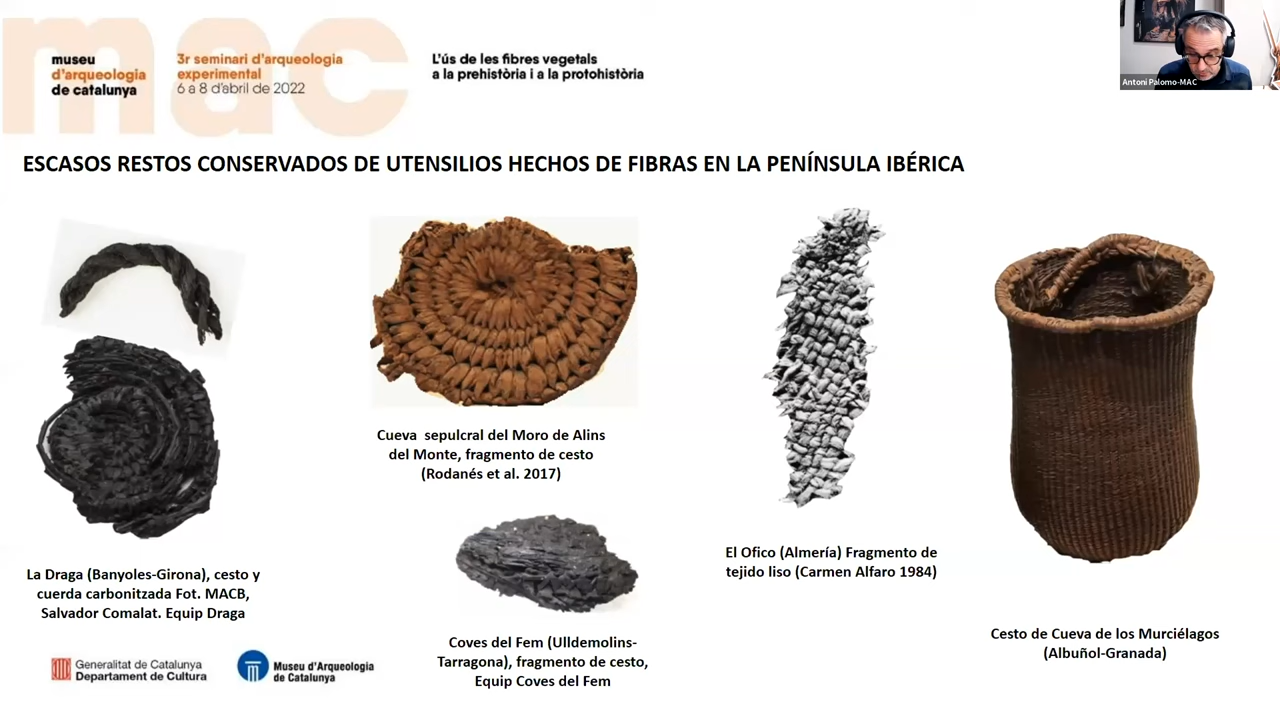 mac
museu
d'arqueologia
de catalunya
3r seminari d'arqueologia
experimental
6 a 8 d'abril de 2022
L'ús de les fibres vegetals
a la prehistòria i a la protohistòria
Antoni Palomo-MAC
ESCASOS RESTOS CONSERVADOS DE UTENSILIOS HECHOS DE FIBRAS EN LA PENÍNSULA IBÉRICA
La Draga (Banyoles-Girona), cesto y
cuerda carbonitzada Fot. MACB,
Salvador Comalat. Equip Draga
Cueva sepulcral del Moro de Alins
del Monte, fragmento de cesto
(Rodanés et al. 2017)
Coves del Fem (Ulldemolins-
Tarragona), fragmento de cesto,
Equip Coves del Fem
El Ofico (Almería) Fragmento de
tejido liso (Carmen Alfaro 1984)
Cesto de Cueva de los Murciélagos
(Albuñol-Granada)
Generalitat de Catalunya
Departament de Cultura
Museu d'Arqueologia
de Catalunya